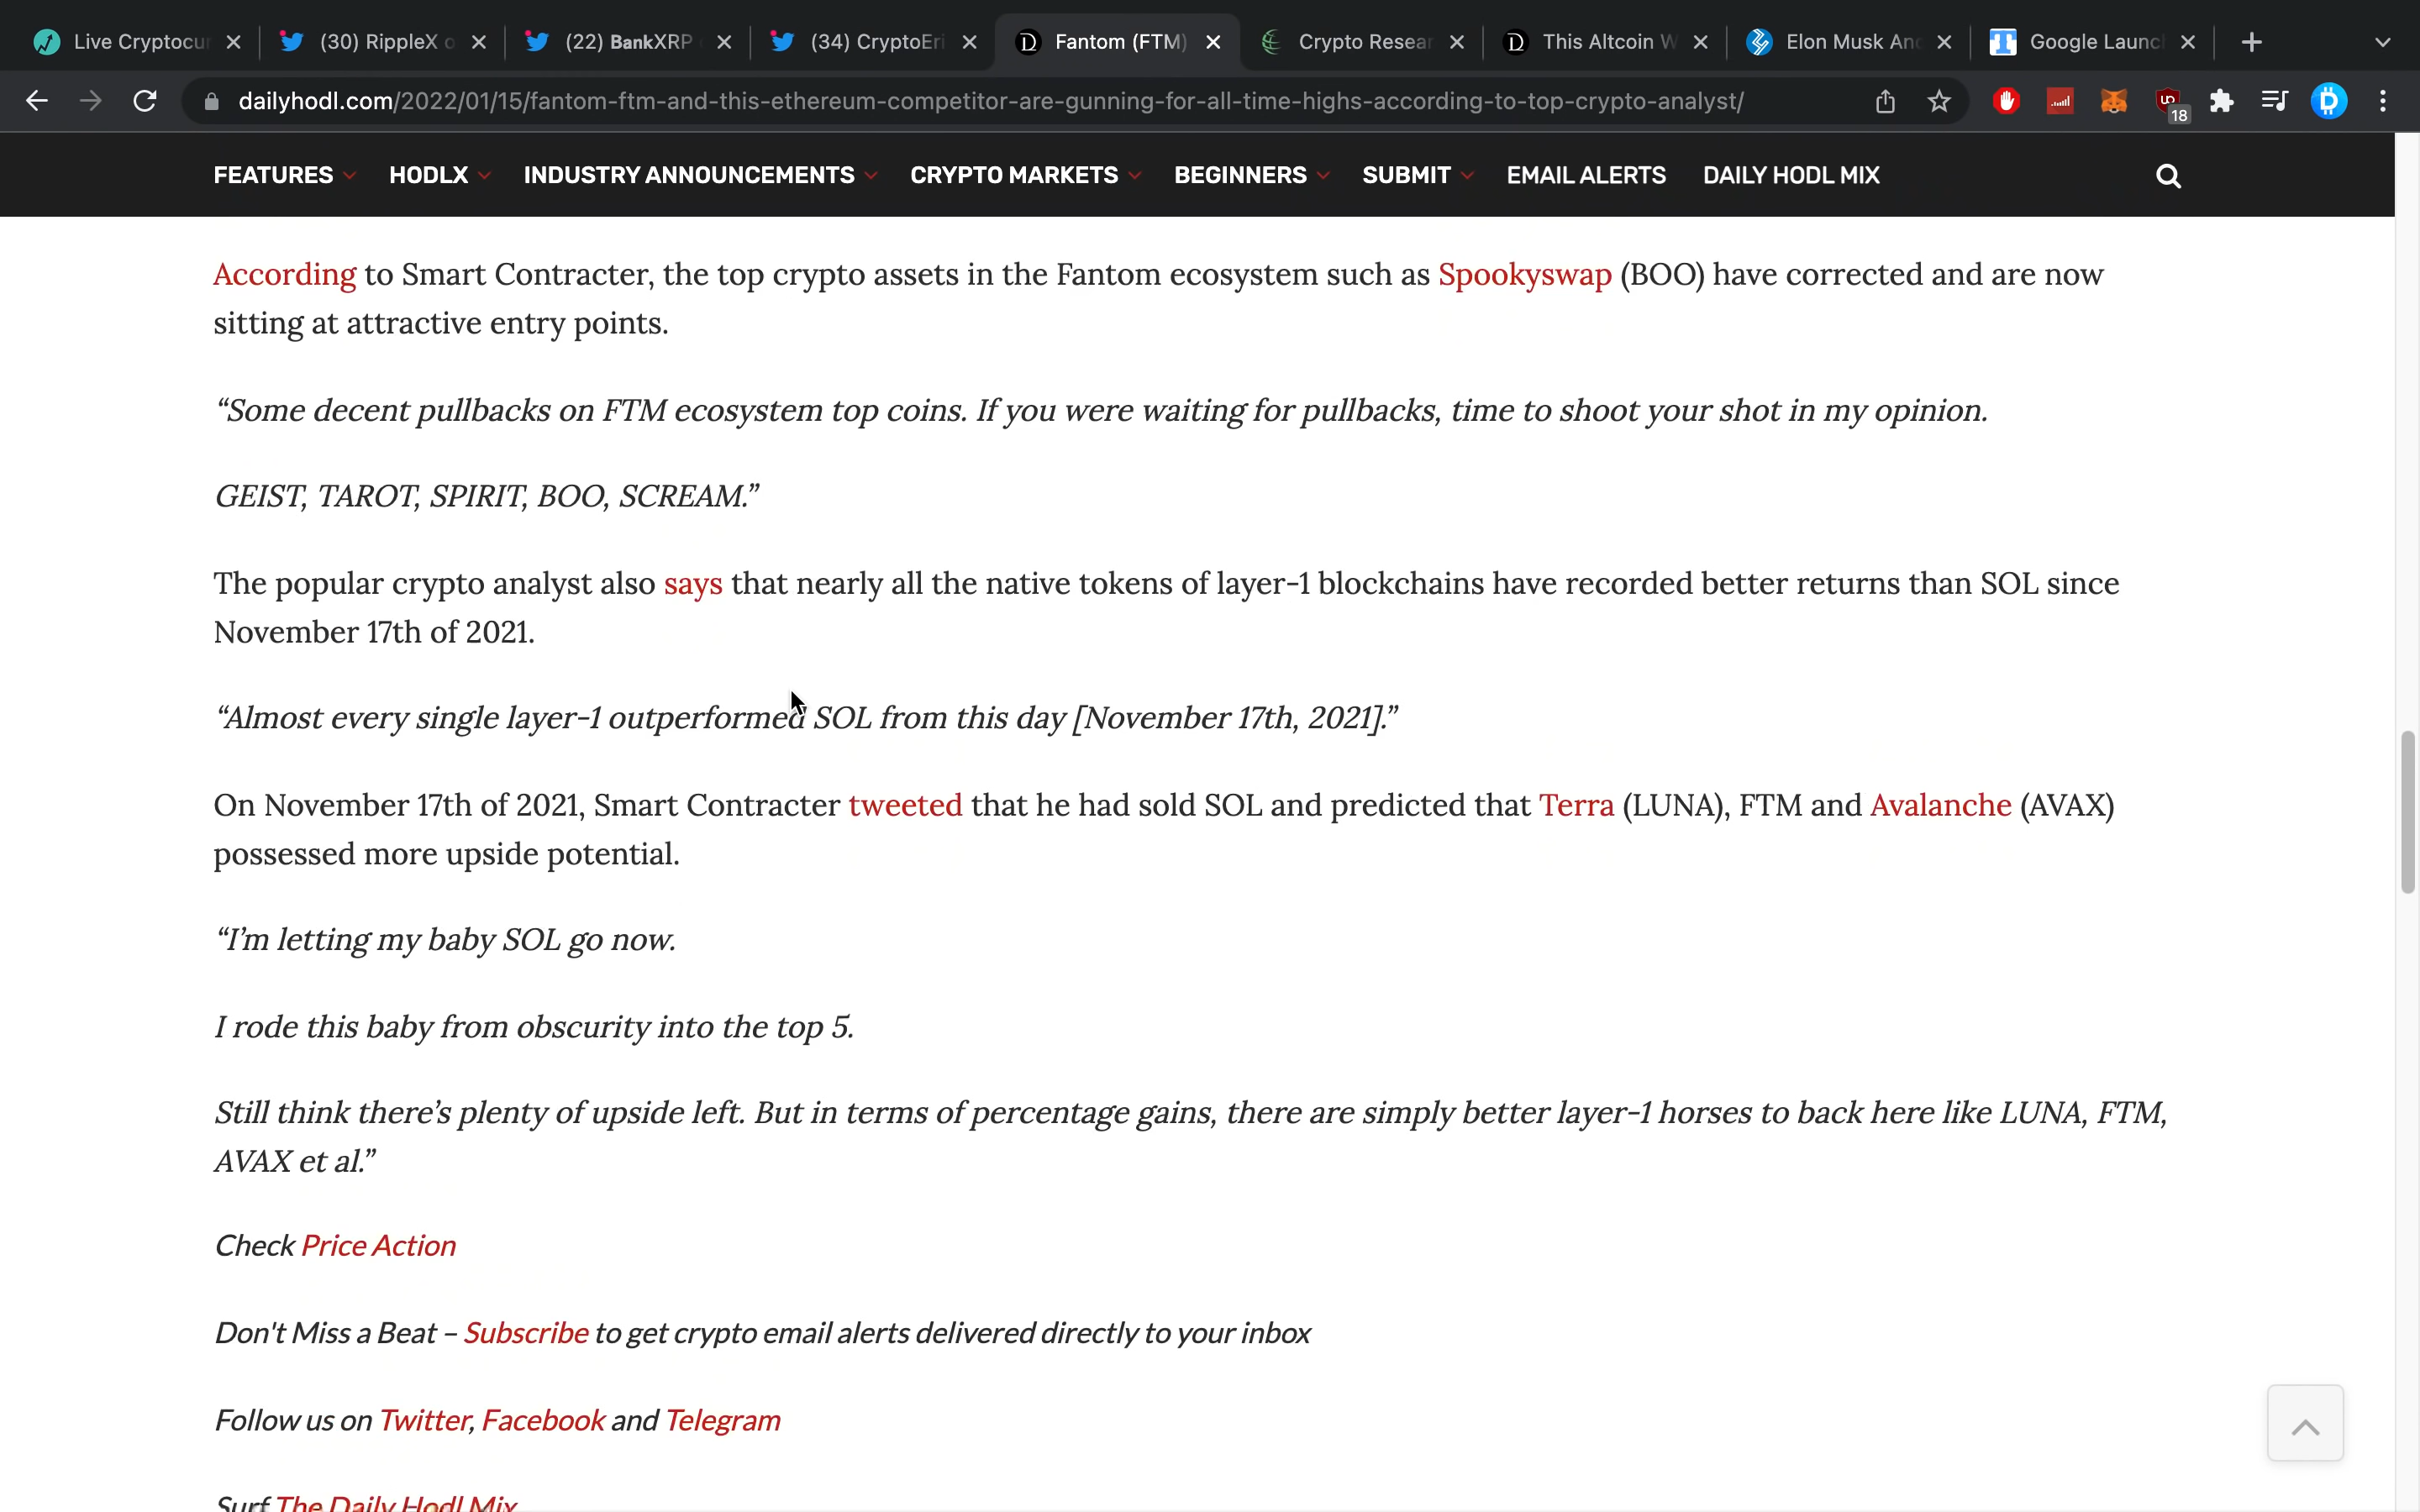 Live Cryptocur
(30) RippleX o
(22) BankXRP
(34) CryptoEri
Fantom (FTM)
Crypto Resear
This Altcoin W
Elon Musk And
Google Launc
dailyhodl.com/2022/01/15/fantom-ftm-and-this-ethereum-competitor-are-gunning-for-all-time-highs-according-to-top-crypto-analyst/
18
FEATURES HODLX INDUSTRY ANNOUNCEMENTS CRYPTO MARKETS BEGINNERS SUBMIT EMAIL ALERTS DAILY HODL MIX
According to Smart Contracter, the top crypto assets in the Fantom ecosystem such as Spookyswap (BOO) have corrected and are now
sitting at attractive entry points.
“Some decent pullbacks on FTM ecosystem top coins. If you were waiting for pullbacks, time to shoot your shot in my opinion.
GEIST, TAROT, SPIRIT, BOO, SCREAM.”
The popular crypto analyst also says that nearly all the native tokens of layer-1 blockchains have recorded better returns than SOL since
November 17th of 2021.
“Almost every single layer-1 outperformed SOL from this day [November 17th, 2021].”
On November 17th of 2021, Smart Contracter tweeted that he had sold SOL and predicted that Terra (LUNA), FTM and Avalanche (AVAX)
possessed more upside potential.
“I’m letting my baby SOL go now.
I rode this baby from obscurity into the top 5.
Still think there’s plenty of upside left. But in terms of percentage gains, there are simply better layer-1 horses to back here like LUNA, FTM,
AVAX et al.”
Check Price Action
Don't Miss a Beat – Subscribe to get crypto email alerts delivered directly to your inbox
Follow us on Twitter, Facebook and Telegram
Surf The Daily Hodl Mix